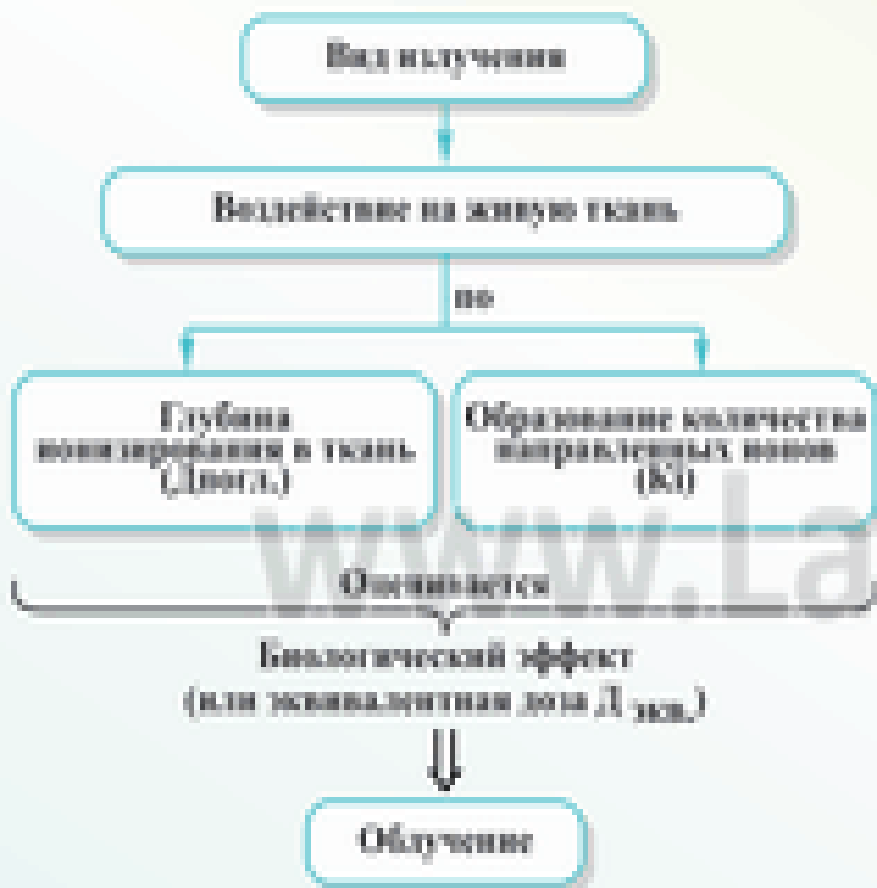 Вид излучения
Воздействие на живую ткань
по
Глубина
ионизирования в ткань
(Дпогл.)
Образование количества
направленных ионов
(Кi)
www.La
Оценивается
Биологический эффект
(или эквивалентная доза Д экв.)
Облучение